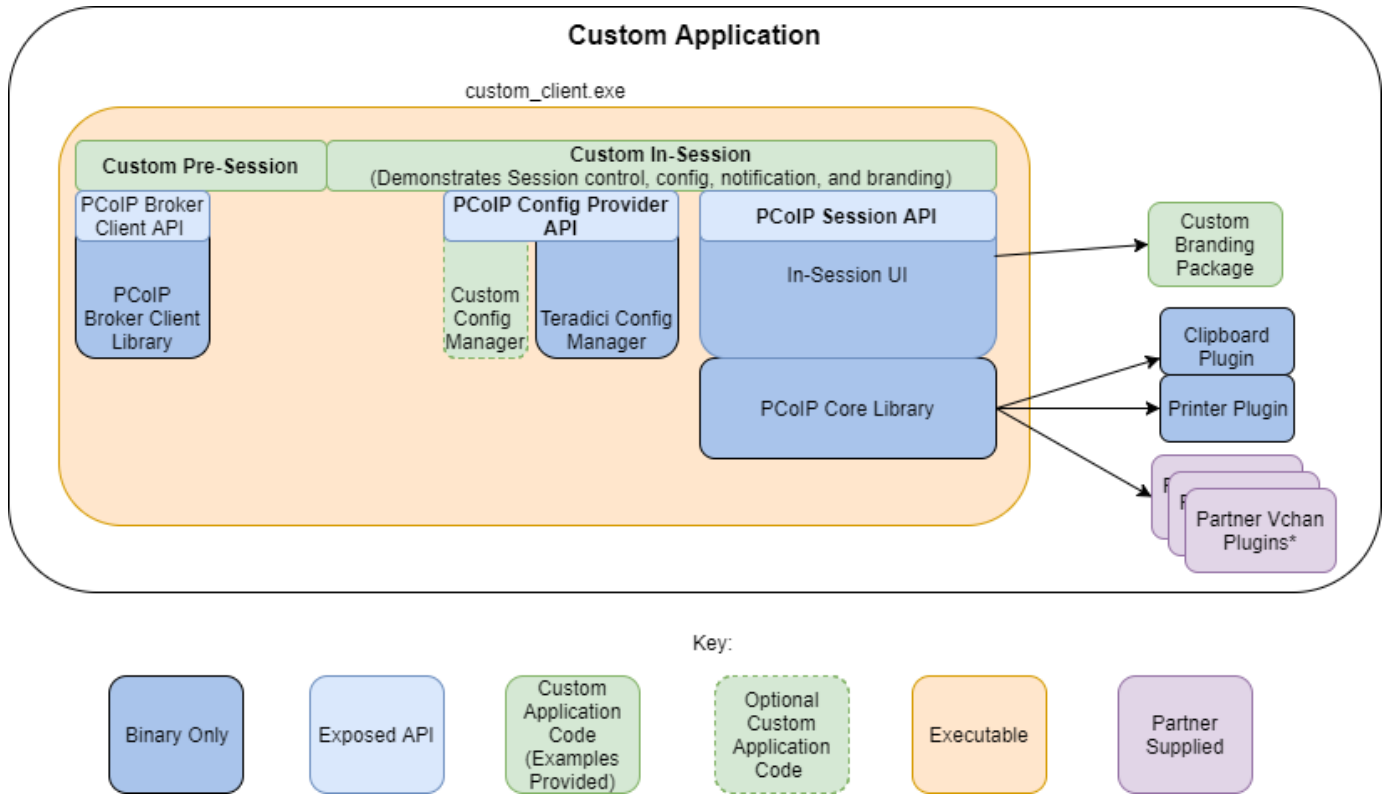 Custom Application
custom_client.exe
Custom Pre-Session
Custom In-Session
(Demonstrates Session control, config, notification, and branding)
PCoIP Broker
Client API
PCoIP
Broker Client
Library
PCoIP Config Provider
API
Custom
Config
Manager
Teradici Config
Manager
PCoIP Session API
In-Session UI
PCoIP Core Library
Custom
Branding
Package
Clipboard
Plugin
Printer Plugin
Partner Vchan
Plugins*
Key:
Binary Only
Exposed API
Custom
Application
Code
(Examples
Provided)
Optional
Custom
Application
Code
Executable
Partner
Supplied